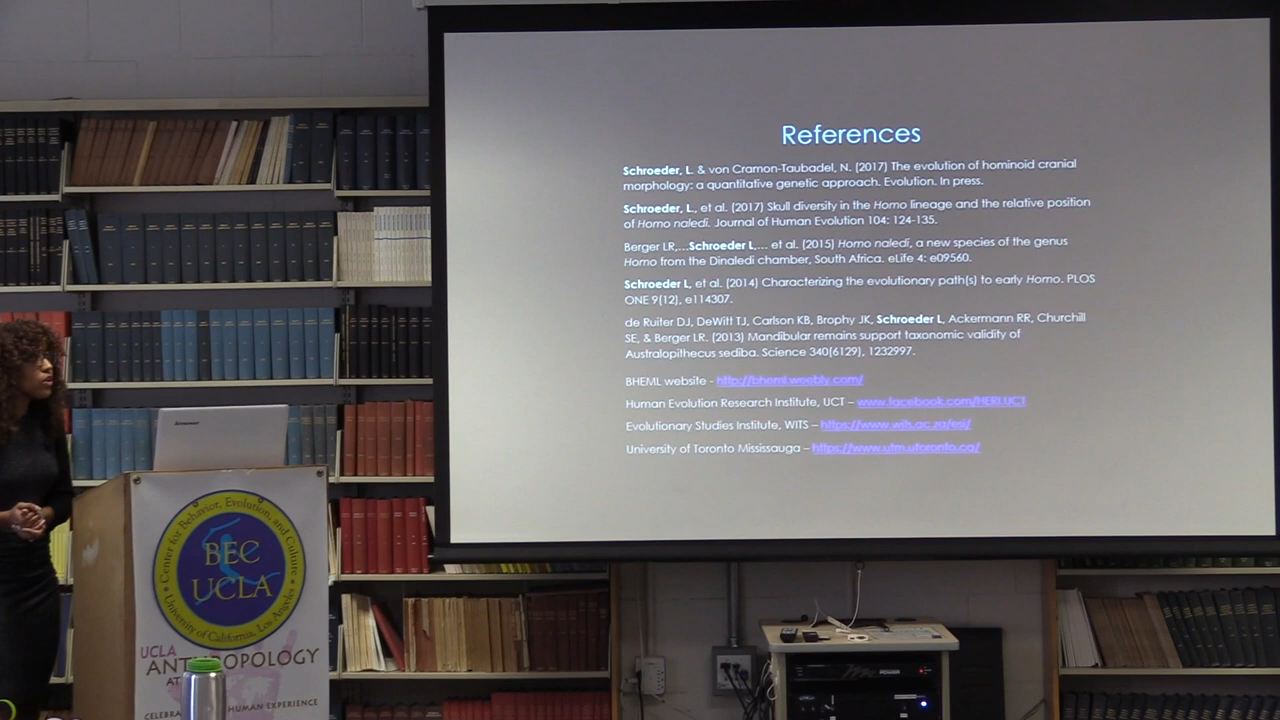 References
Schroeder, L. & von Cramon-Taubadel, N. (2017) The evolution of hominoid cranial
morphology: a quantitative genetic approach. Evolution. In press.
Schroeder, L., et al. (2017) Skull diversity in the Homo lineage and the relative position
of Homo naledi. Journal of Human Evolution 104: 124-135.
Berger LR,...Schroeder L,... et al. (2015) Homo naledi, a new species of the genus
Homo from the Dinaledi chamber, South Africa. eLife 4: e09560.
Schroeder L, et al. (2014) Characterizing the evolutionary path(s) to early Homo. PLOS
ONE 9(12), e114307.
de Ruiter DJ, DeWitt TJ, Carlson KB, Brophy JK, Schroeder L, Ackermann RR, Churchill
SE, & Berger LR. (2013) Mandibular remains support taxonomic validity of
Australopithecus sediba. Science 340(6129), 1232997.
BHEML website - http://bheml.weebly.com/
Human Evolution Research Institute, UCT – www.facebook.com/HERI.UCT
Evolutionary Studies Institute, WITS – https://www.wits.ac.za/esi/
University of Toronto Mississauga – https://www.utm.utoronto.ca/
Lenovo
Center for Behavior, Evolution, and Culture
BEC
UCLA
University of California, Los Angeles
UCLA
ANTHROPOLOGY
AT
CELEBRA HUMAN EXPERIENCE
POWER